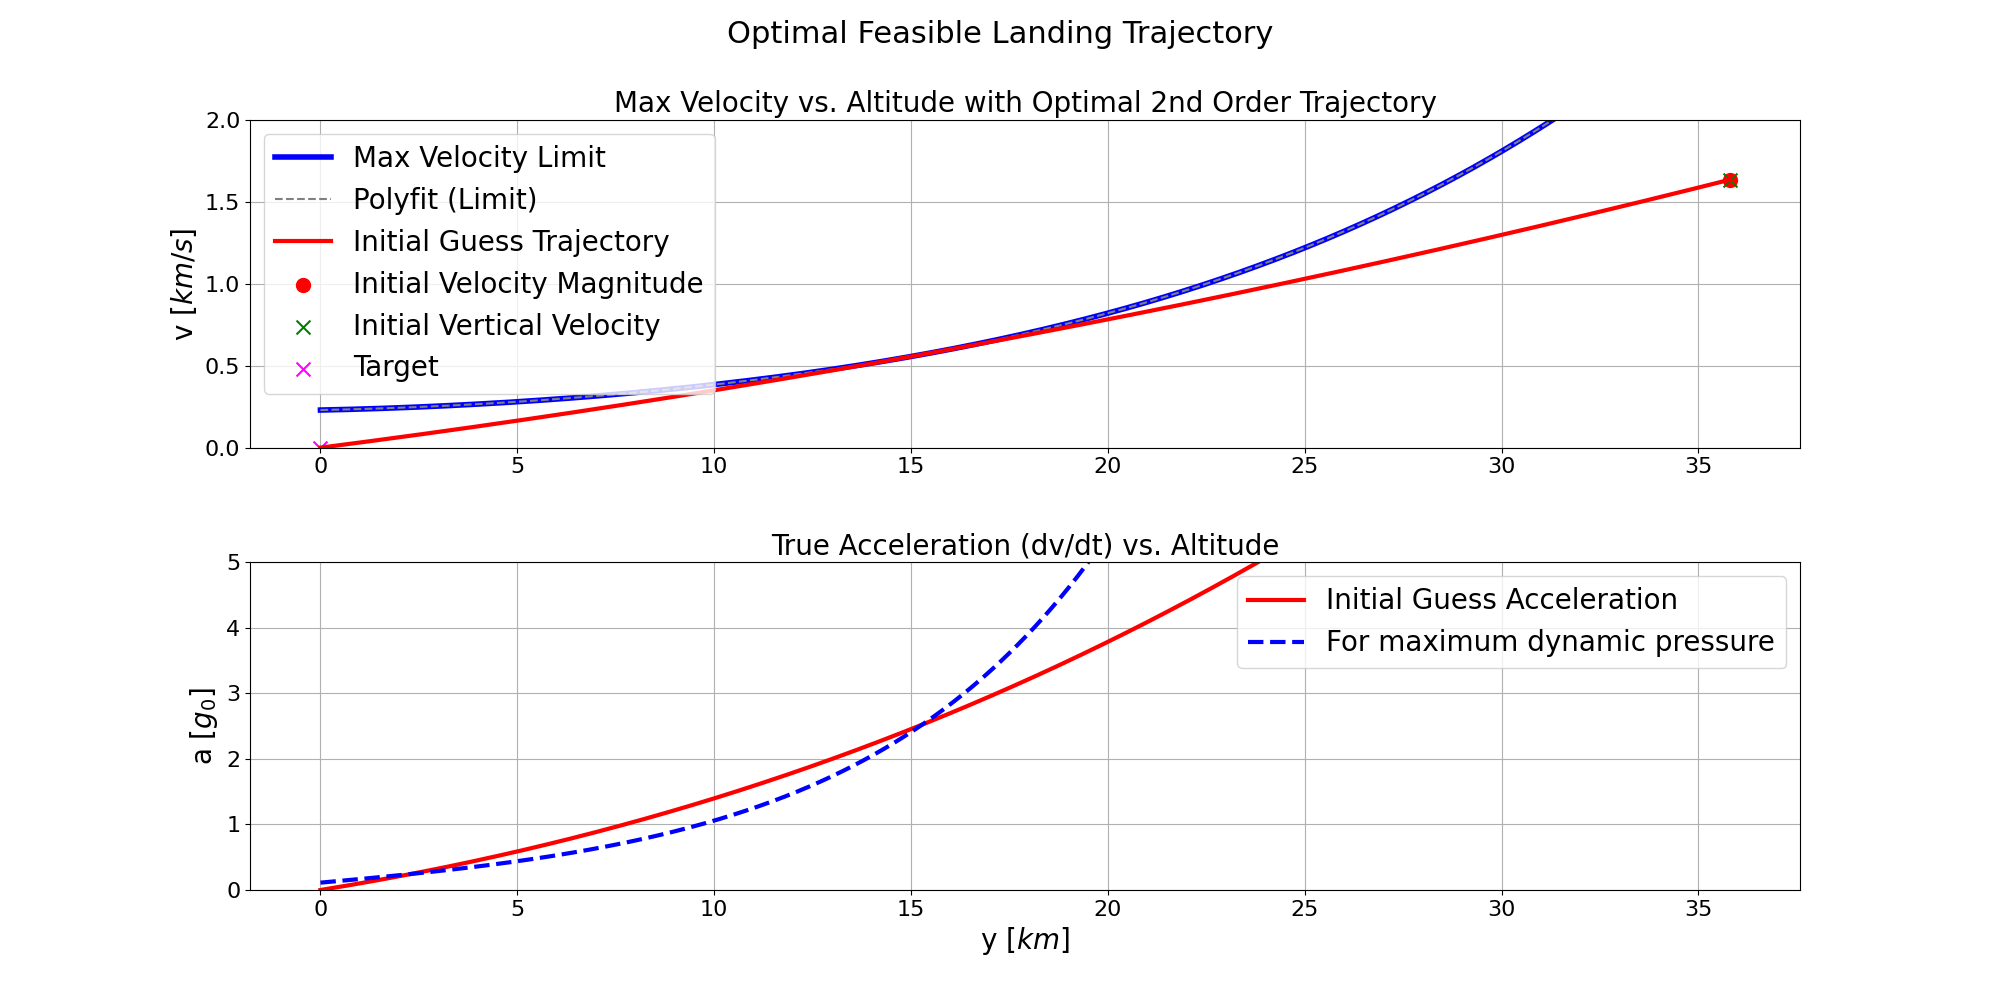 Optimal Feasible Landing Trajectory
Max Velocity vs. Altitude with Optimal 2nd Order Trajectory
v [km/s]
2.0
1.5
1.0
0.5
0.0
Max Velocity Limit
Polyfit (Limit)
Initial Guess Trajectory
Initial Velocity Magnitude
Initial Vertical Velocity
Target
0 5 10 15 20 25 30 35
True Acceleration (dv/dt) vs. Altitude
a [g₀]
5
4
3
2
1
0
Initial Guess Acceleration
For maximum dynamic pressure
0 5 10 15 20 25 30 35
y [km]